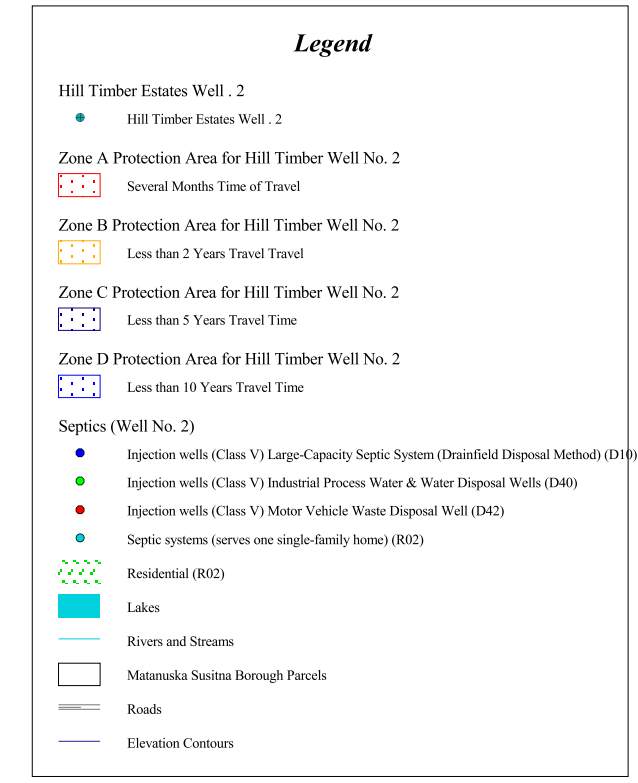 Legend
Hill Timber Estates Well . 2
Hill Timber Estates Well . 2
Zone A Protection Area for Hill Timber Well No. 2
Several Months Time of Travel
Zone B Protection Area for Hill Timber Well No. 2
Less than 2 Years Travel Travel
Zone C Protection Area for Hill Timber Well No. 2
Less than 5 Years Travel Time
Zone D Protection Area for Hill Timber Well No. 2
Less than 10 Years Travel Time
Septics (Well No. 2)
Injection wells (Class V) Large-Capacity Septic System (Drainfield Disposal Method) (D10)
Injection wells (Class V) Industrial Process Water & Water Disposal Wells (D40)
Injection wells (Class V) Motor Vehicle Waste Disposal Well (D42)
Septic systems (serves one single-family home) (R02)
Residential (R02)
Lakes
Rivers and Streams
Matanuska Susitna Borough Parcels
Roads
Elevation Contours